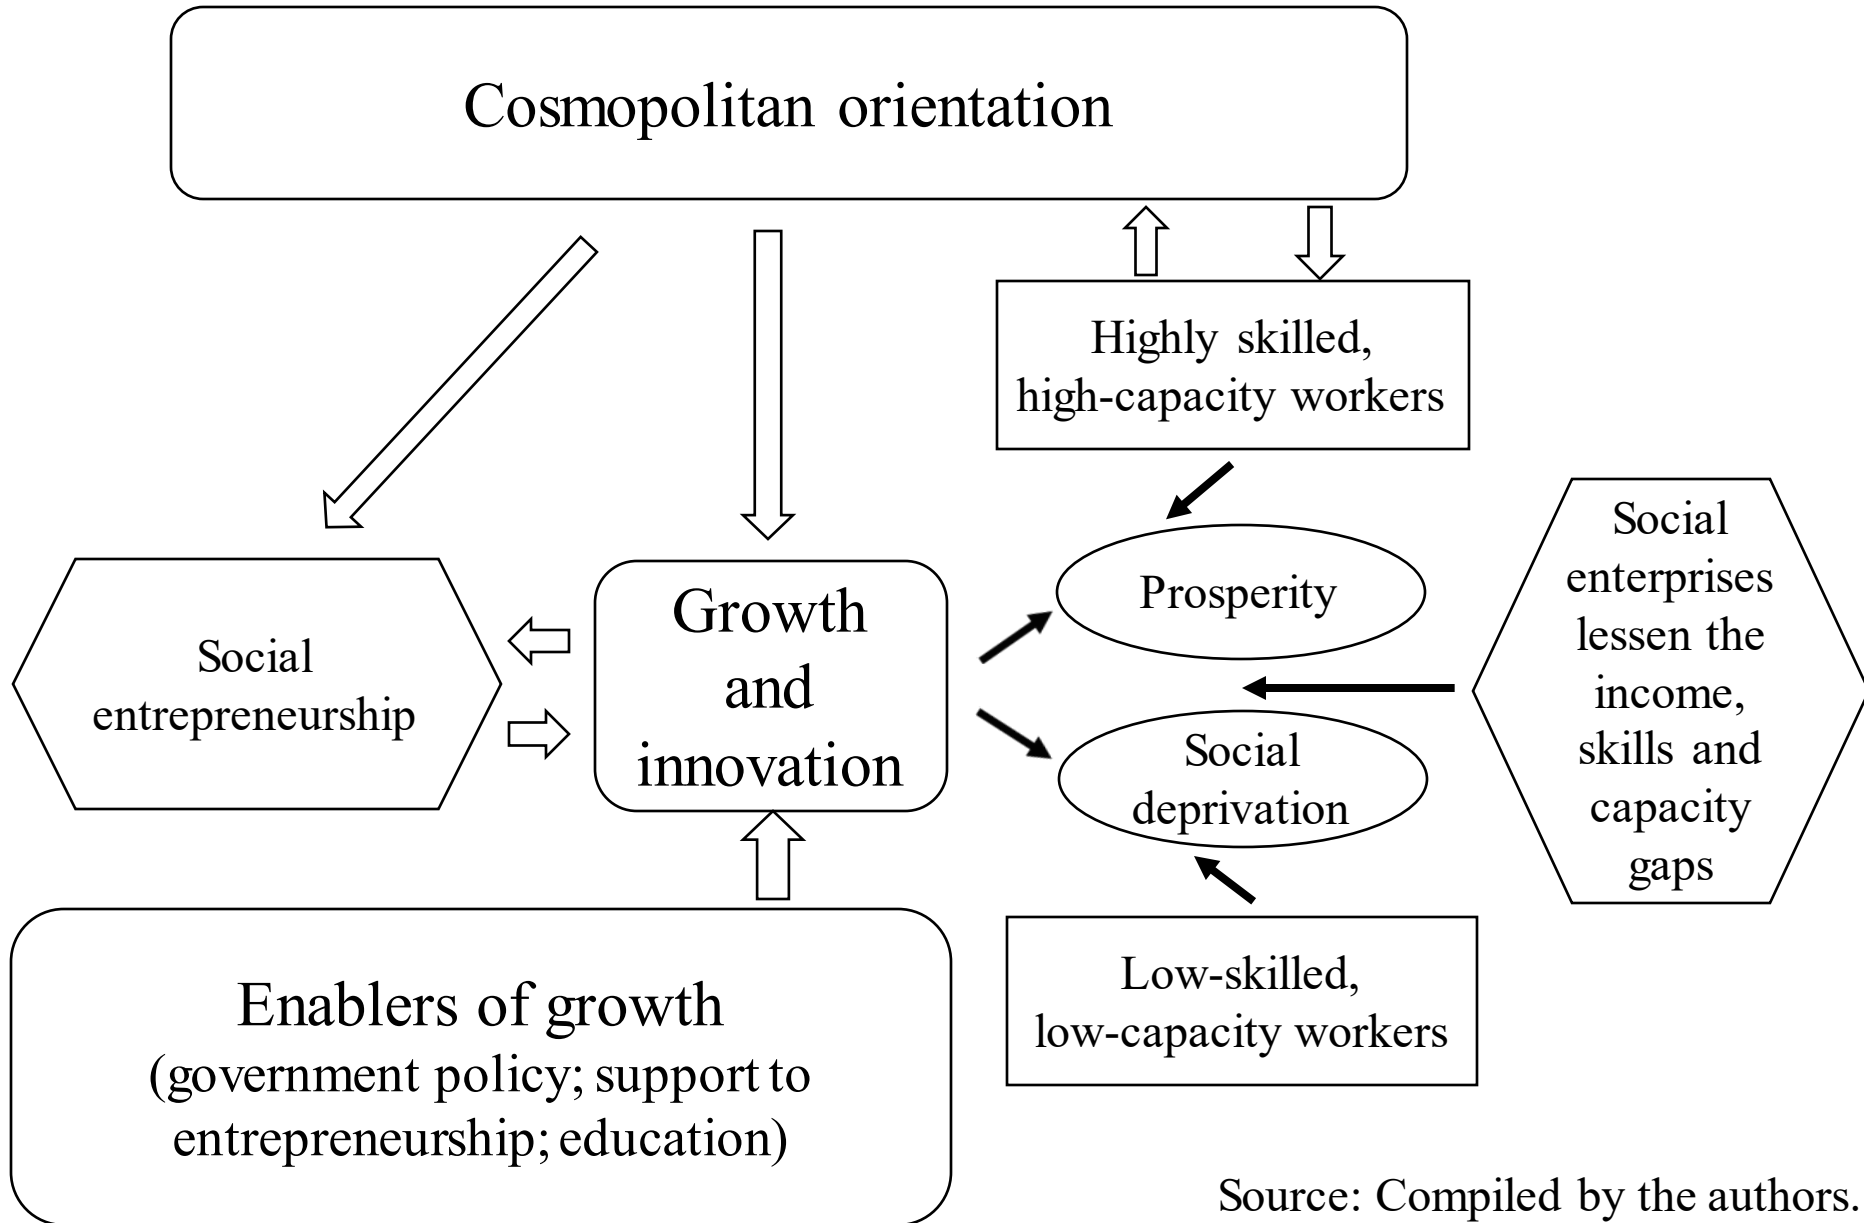 Cosmopolitan orientation
Highly skilled,
high-capacity workers
Social
entrepreneurship
Growth
and
innovation
Prosperity
Social
deprivation
Social
enterprises
lessen the
income,
skills and
capacity
gaps
Enablers of growth
(government policy; support to
entrepreneurship; education)
Low-skilled,
low-capacity workers
Source: Compiled by the authors.